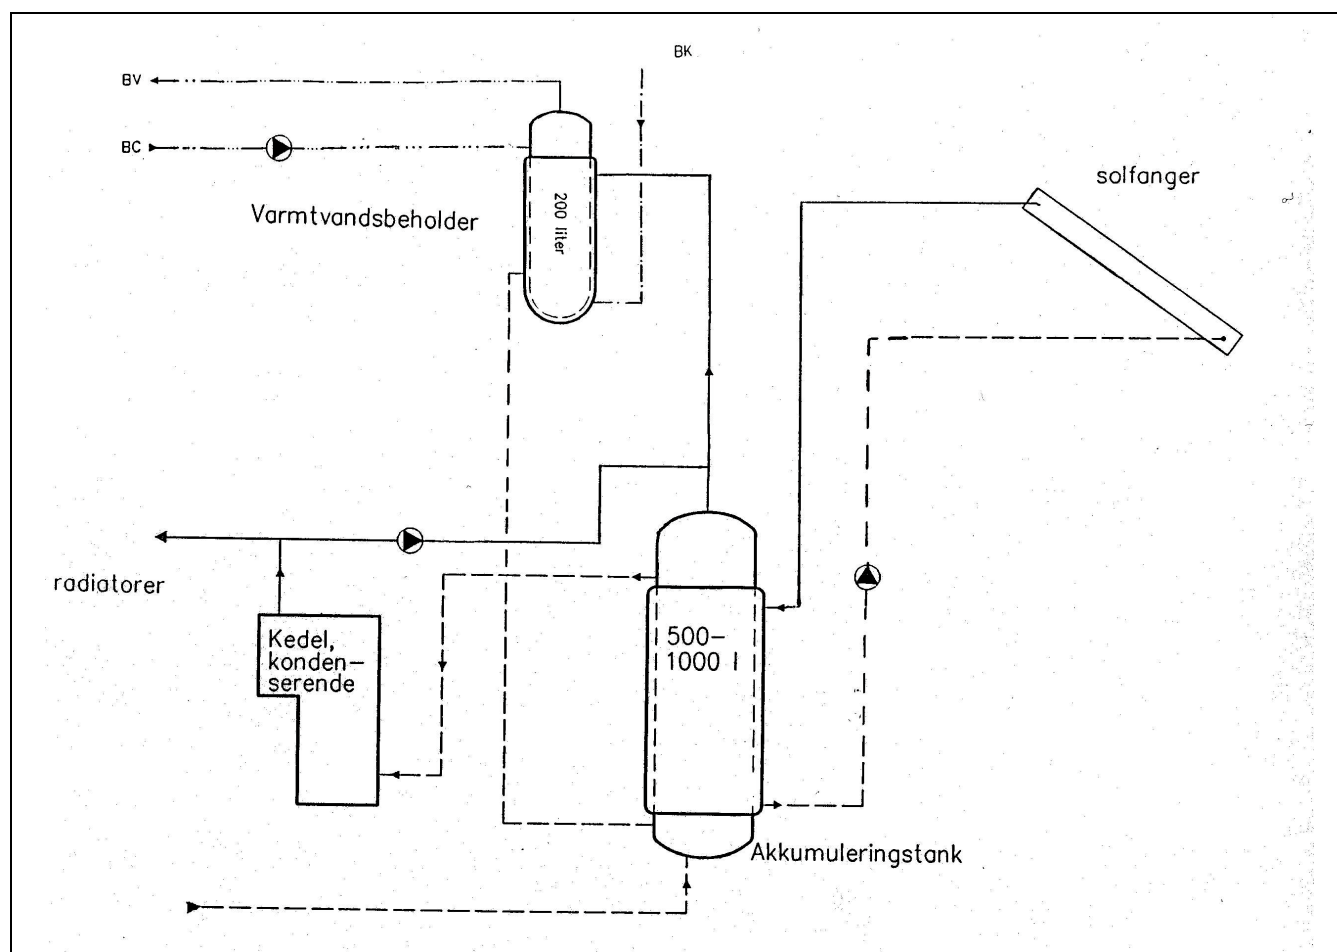 BK
BV
BC
solfanger
Varmtvandsbeholder
200 liter
radiatorer
Kedel,
konden-
serende
500-
1000 l
Akkumuleringstank